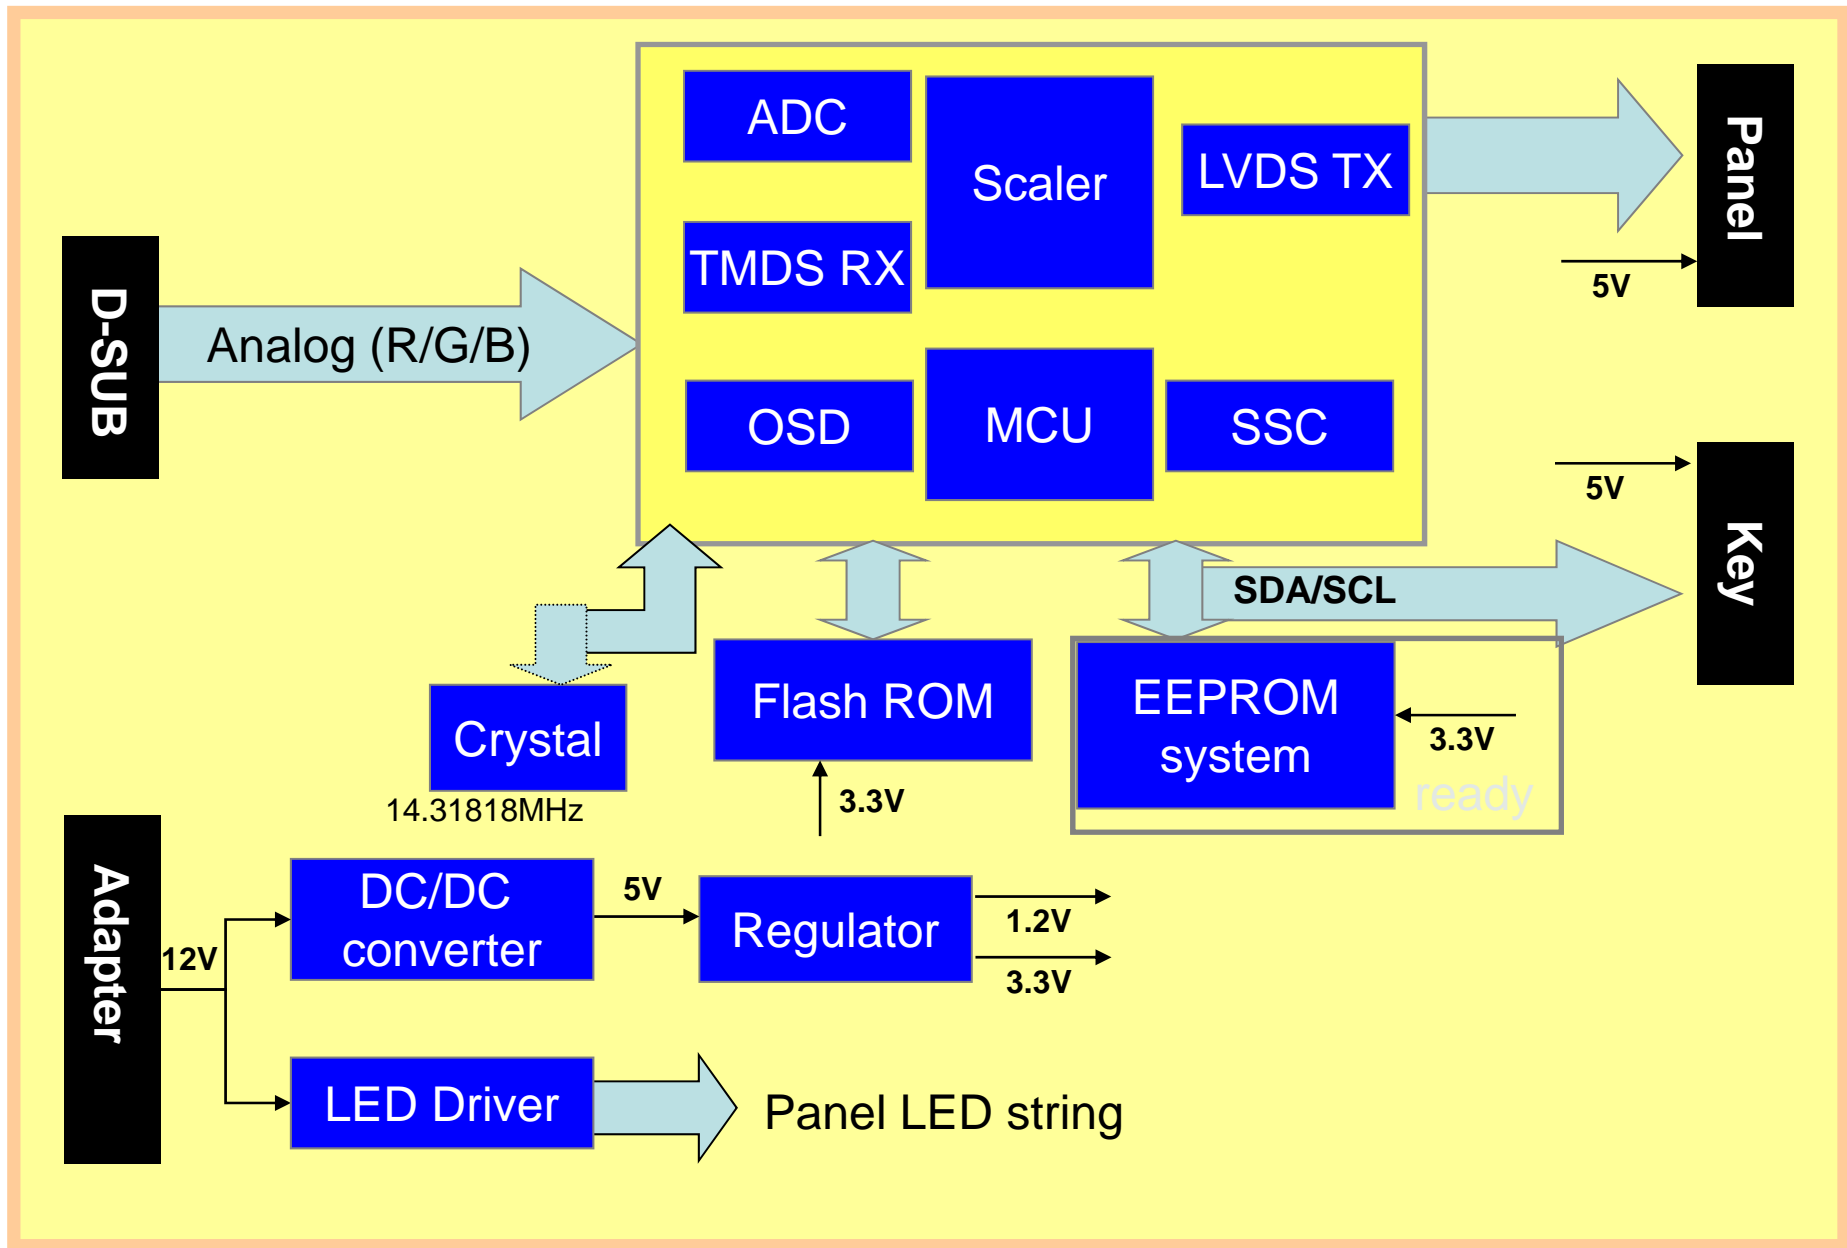 ADC
Scaler
LVDS TX
Panel
TMDS RX
5V
D-SUB
Analog (R/G/B)
OSD
MCU
SSC
5V
Key
SDA/SCL
Crystal
14.31818MHz
Flash ROM
3.3V
EEPROM
system
3.3V
ready
Adapter
12V
DC/DC
converter
5V
Regulator
1.2V
3.3V
LED Driver
Panel LED string